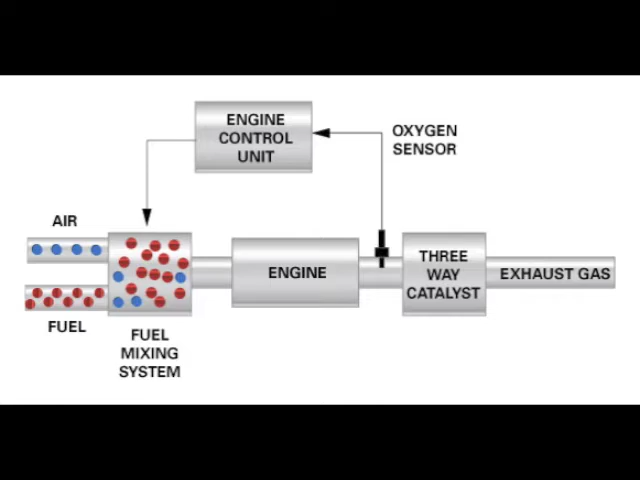 ENGINE
CONTROL
UNIT
OXYGEN
SENSOR
AIR
FUEL
FUEL
MIXING
SYSTEM
ENGINE
THREE
WAY
CATALYST
EXHAUST GAS